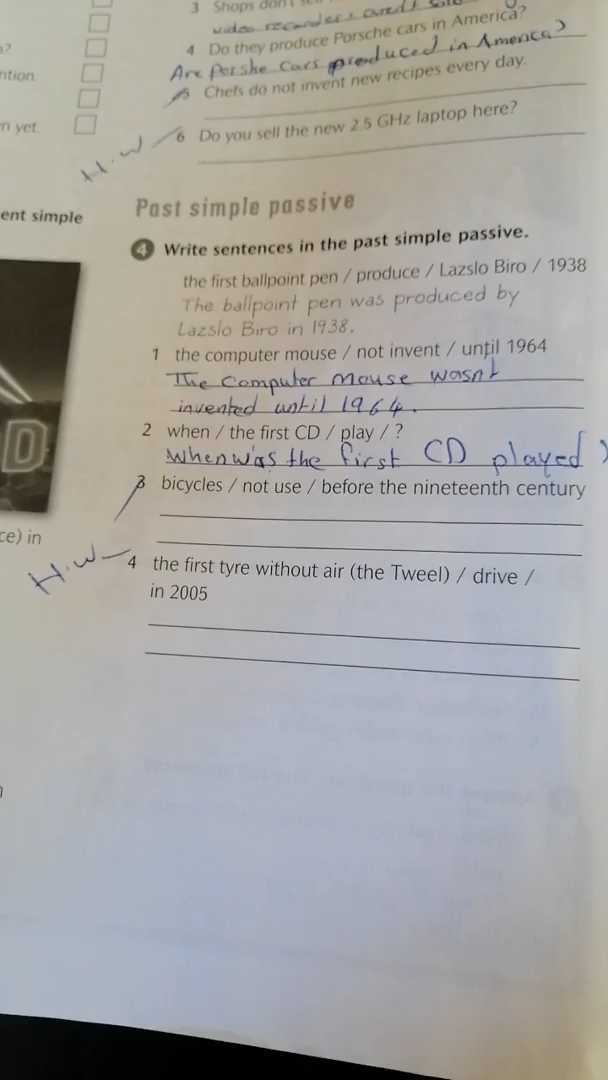 3 Shops don't
video recorders aren't sold
4 Do they produce Porsche cars in America?
Are Porshe Cars produced in America?
5 Chefs do not invent new recipes every day.
6 Do you sell the new 2.5 GHz laptop here?
H.W
?
ntion
n yet
ent simple
Past simple passive
4 Write sentences in the past simple passive.
the first ballpoint pen / produce / Lazslo Biro / 1938
The ballpoint pen was produced by
Lazslo Biro in 1938.
1 the computer mouse / not invent / until 1964
The Computer mouse wasn't
invented until 1964.
2 when / the first CD / play / ?
When was the first CD played?
3 bicycles / not use / before the nineteenth century
ce) in
H.W
4 the first tyre without air (the Tweel) / drive /
in 2005
D